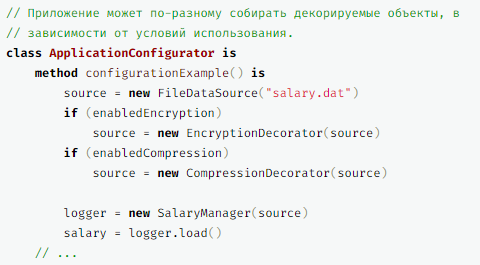 // Приложение может по-разному собирать декорируемые объекты, в
// зависимости от условий использования.
class ApplicationConfigurator is
    method configurationExample() is
        source = new FileDataSource("salary.dat")
        if (enabledEncryption)
            source = new EncryptionDecorator(source)
        if (enabledCompression)
            source = new CompressionDecorator(source)

        logger = new SalaryManager(source)
        salary = logger.load()
    // ...